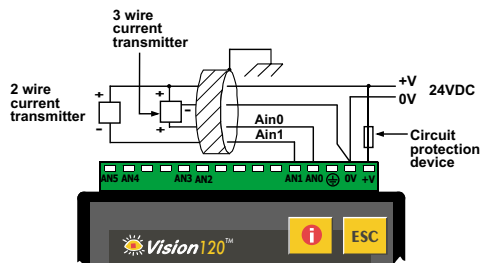 3 wire
current
transmitter
2 wire
current
transmitter
+
-
+
-
+
Ain0
Ain1
+V
0V
24VDC
Circuit
protection
device
AN5 AN4 AN3 AN2 AN1 AN0 0V +V
Vision120™
i
ESC